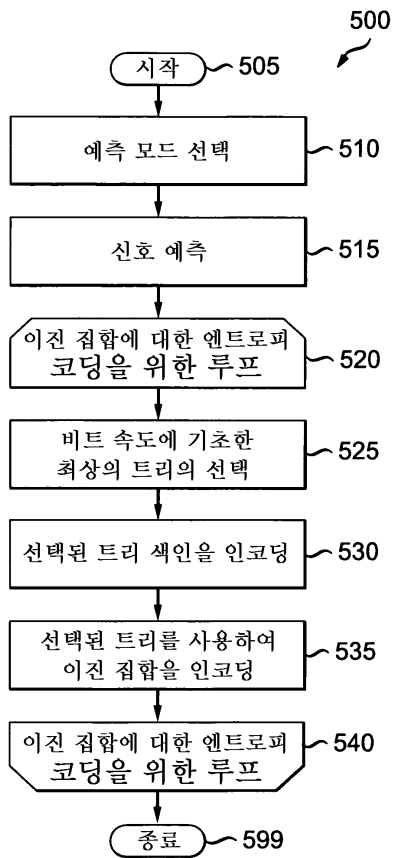 500
시작 505
예측 모드 선택 510
신호 예측 515
이진 집합에 대한 엔트로피
코딩을 위한 루프 520
비트 속도에 기초한
최상의 트리의 선택 525
선택된 트리 색인을 인코딩 530
선택된 트리를 사용하여
이진 집합을 인코딩 535
이진 집합에 대한 엔트로피
코딩을 위한 루프 540
종료 599